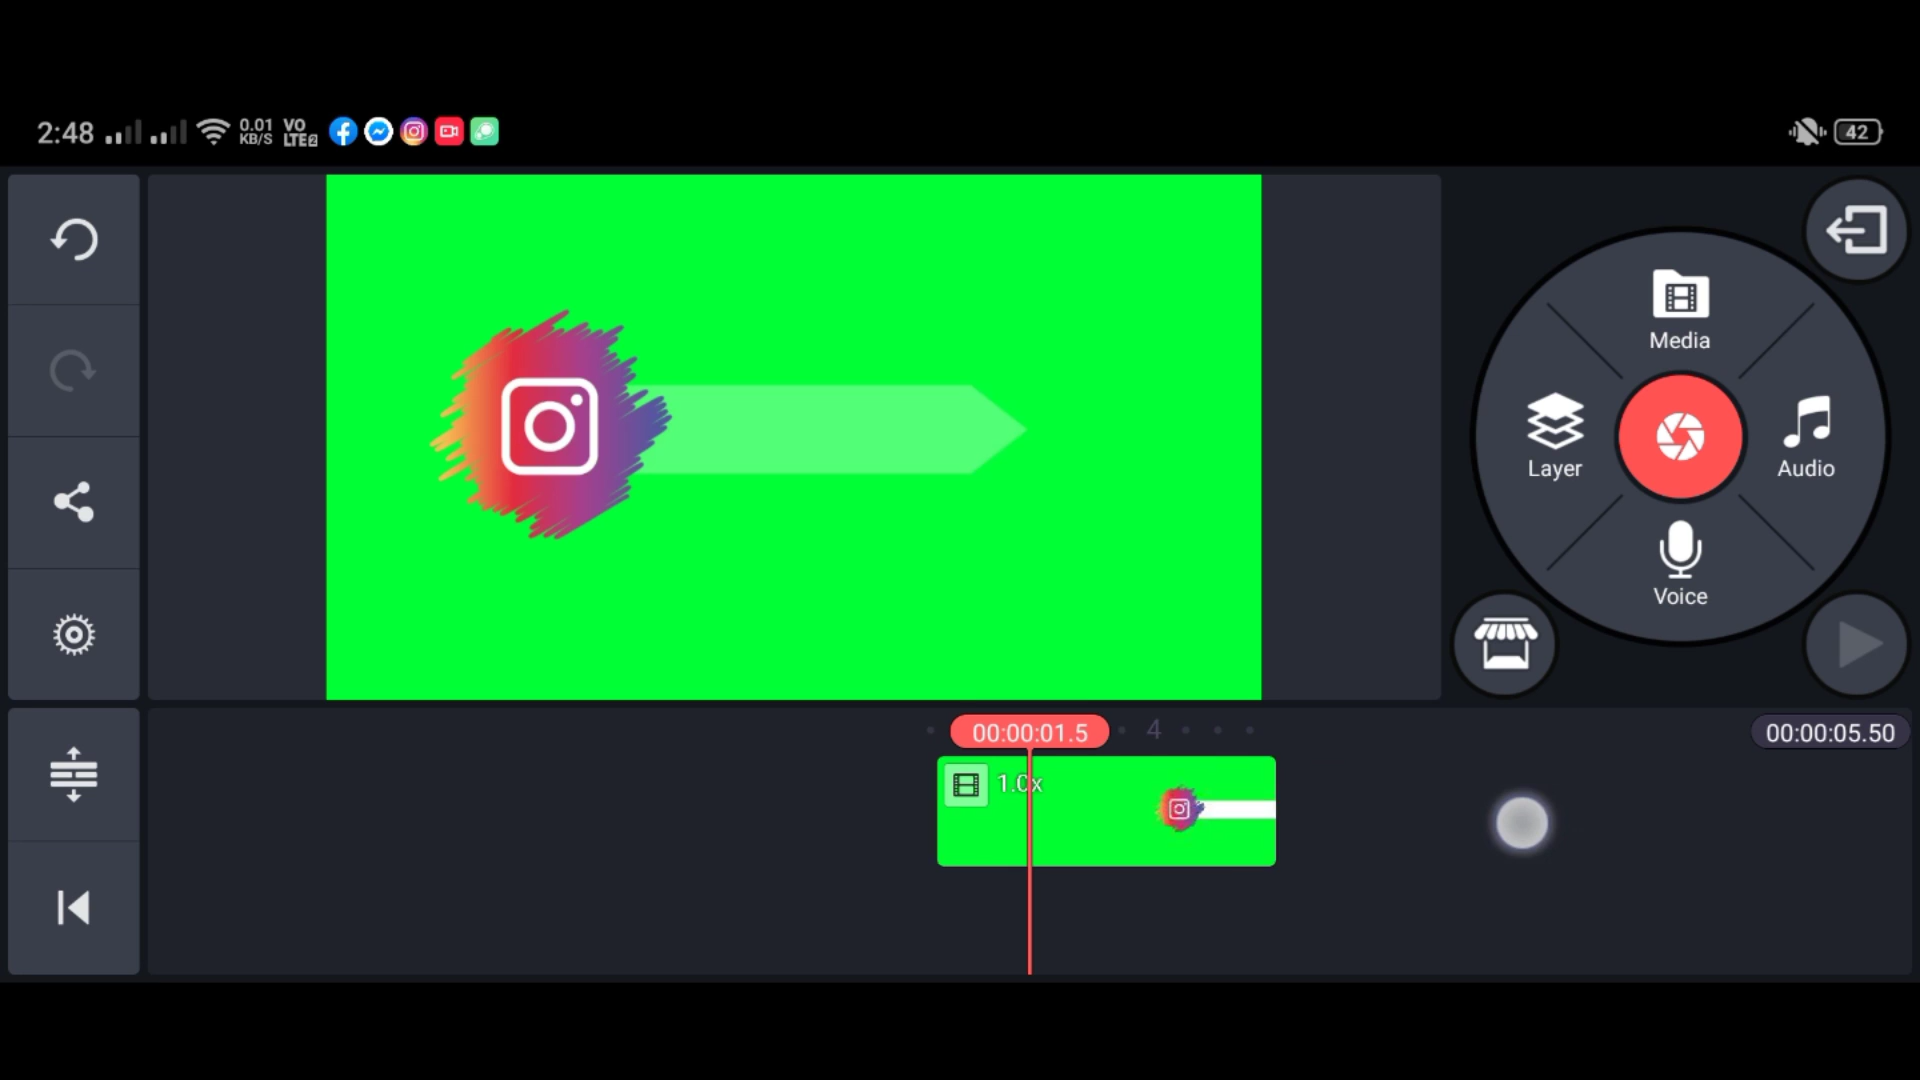 2:48
0.01
KB/S
VO
LTE2
42
Media
Layer
Audio
Voice
00:00:01.5
4
00:00:05.50
1.0x